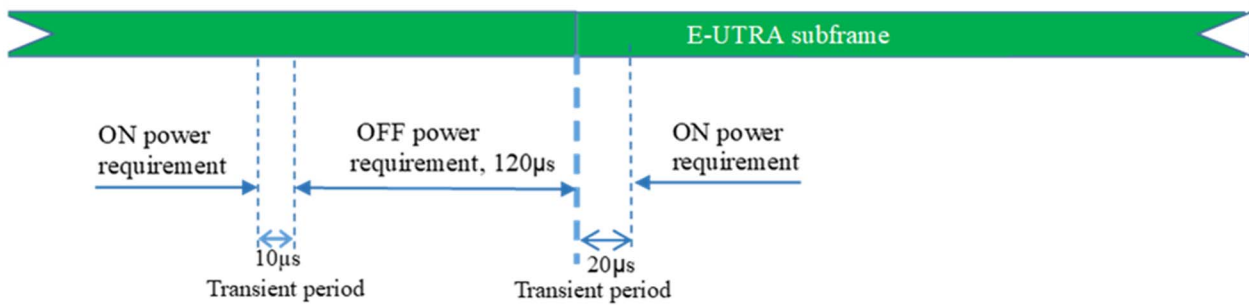 E-UTRA subframe
ON power
requirement
OFF power
requirement, 120μs
ON power
requirement
10μs
Transient period
20μs
Transient period